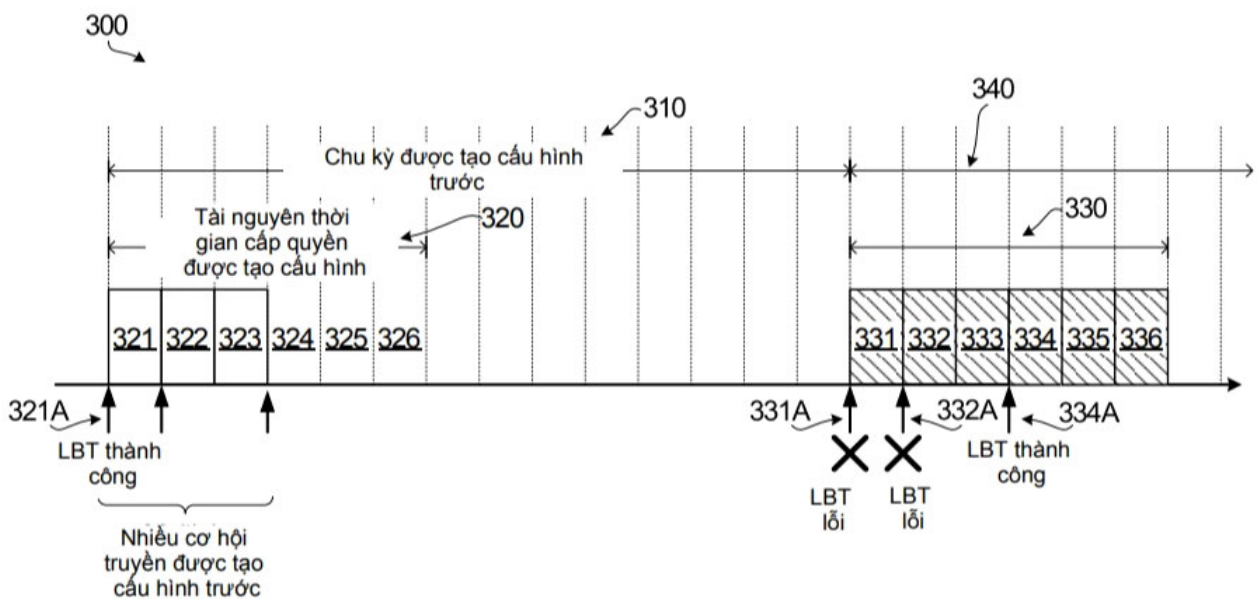 300
310
340
Chu kỳ được tạo cấu hình
trước
Tài nguyên thời
gian cấp quyền
được tạo cấu hình
320
330
321 322 323 324 325 326
331 332 333 334 335 336
321A
331A
332A
334A
LBT thành
công
LBT thành
công
LBT
lỗi
LBT
lỗi
Nhiều cơ hội
truyền được tạo
cấu hình trước